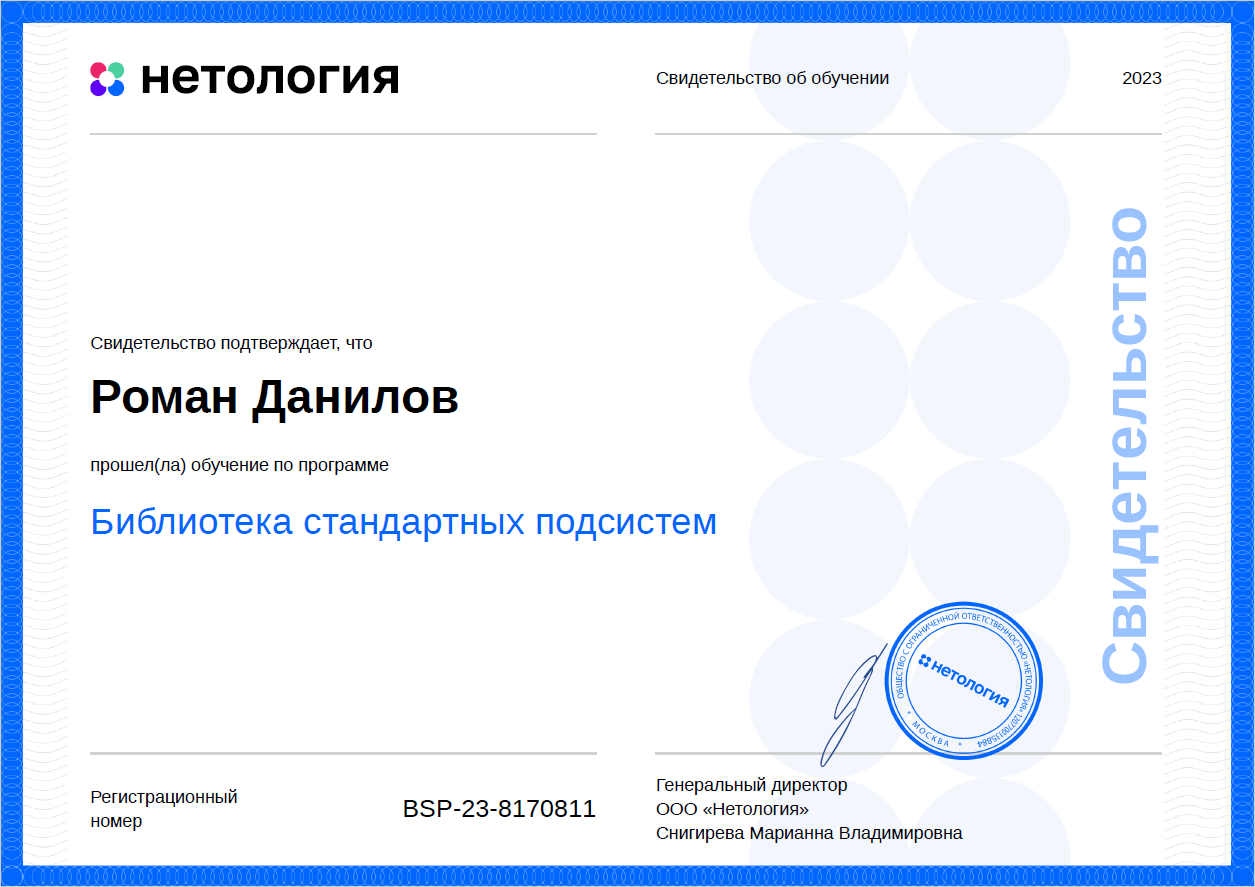 нетология
Свидетельство об обучении
2023
Свидетельство
Свидетельство подтверждает, что
Роман Данилов
прошел(ла) обучение по программе
Библиотека стандартных подсистем
ОБЩЕСТВО С ОГРАНИЧЕННОЙ ОТВЕТСТВЕННОСТЬЮ «НЕТОЛОГИЯ» 1207700135884
* МОСКВА *
нетология
Регистрационный
номер
BSP-23-8170811
Генеральный директор
ООО «Нетология»
Снигирева Марианна Владимировна